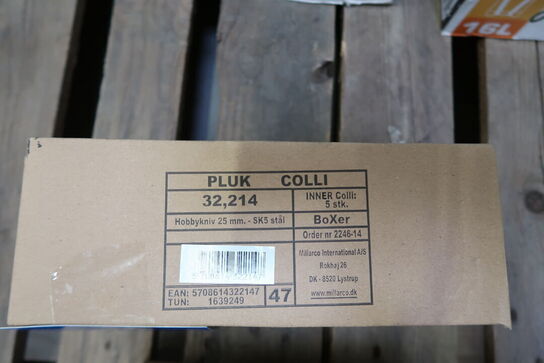 16L
PLUK COLLI
32,214
INNER Colli:
5 stk.
Hobbykniv 25 mm. - SK5 stål
BoXer
Order nr 2246-14
Millarco International A/S
Rokhøj 26
DK - 8520 Lystrup
www.millarco.dk
EAN: 5708614322147
TUN: 1639249
47